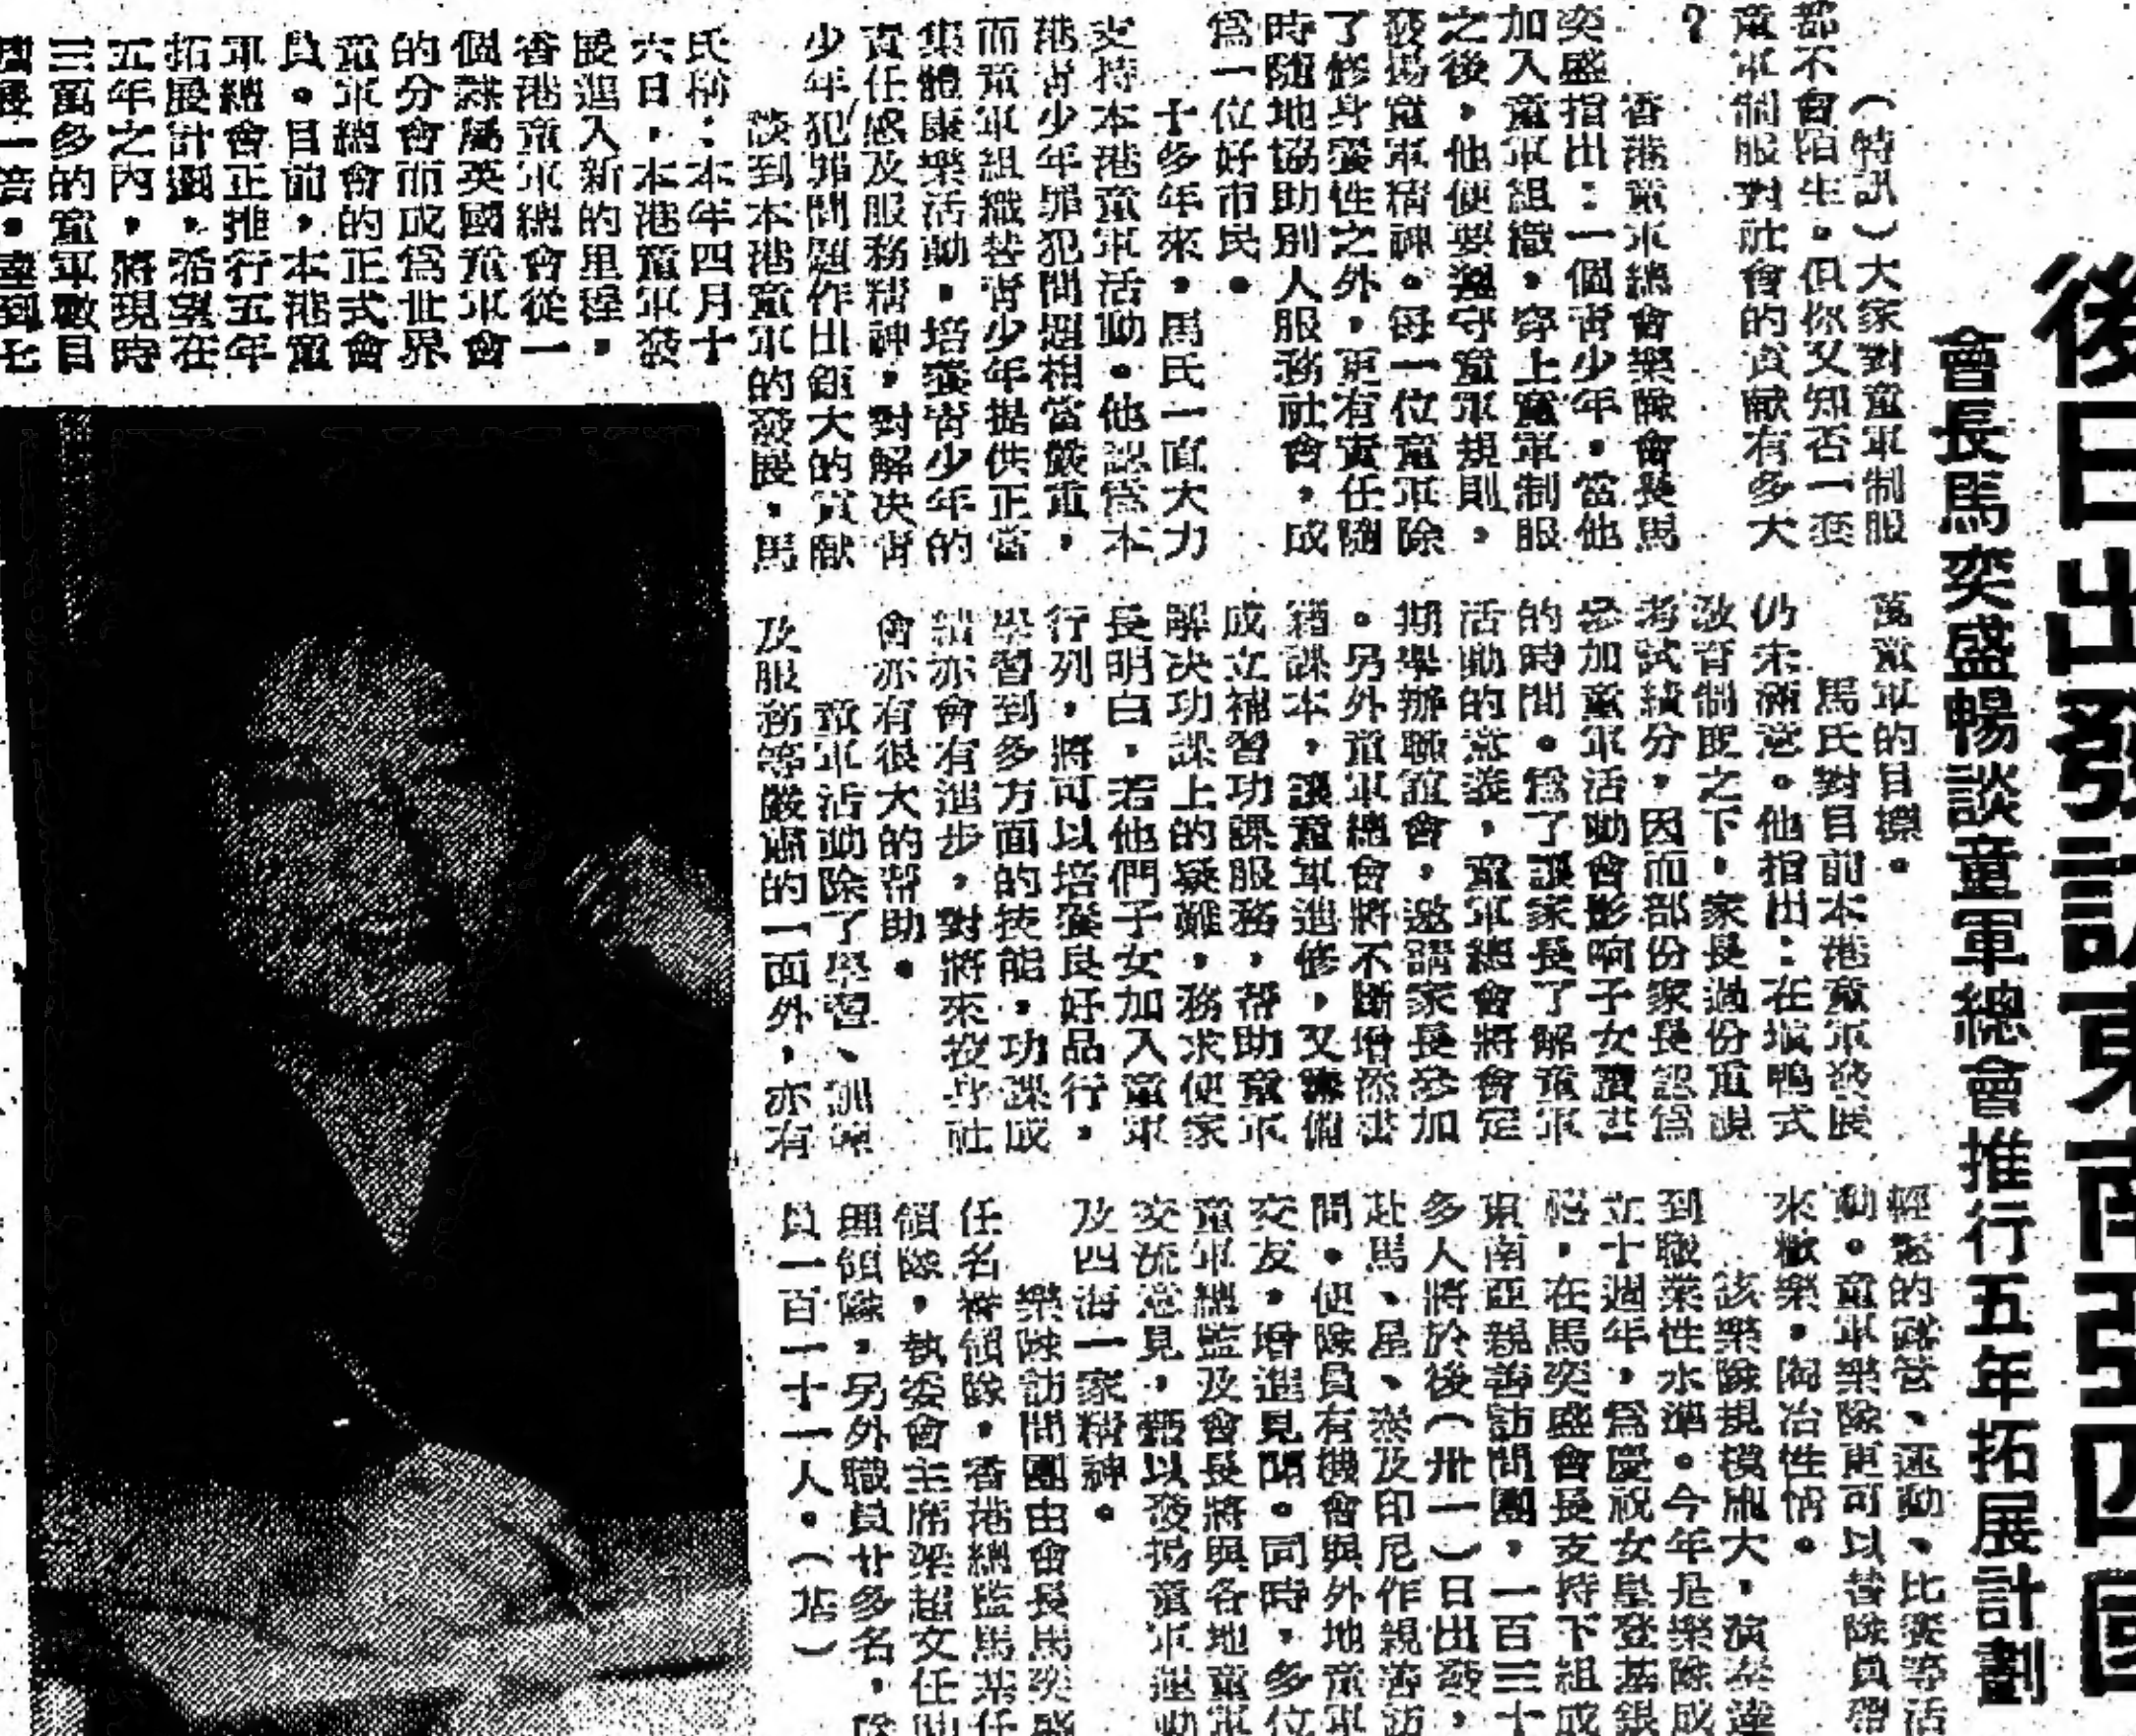 後日出發訪東南亞四國
會長馬奕盛暢談童軍總會推行五年拓展計劃
（特訊）大家對童軍制服
都不會陌生。但你又知否一套
童軍制服對社會的貢献有多大
？
香港童軍總會樂隊會長馬
奕盛指出：一個青少年，當他
加入童軍組織，穿上童軍制服
之後，他便要遵守童軍規則，
發揚童軍精神。每一位童軍除
了修身養性之外，更有責任隨
時隨地協助別人服務社會，成
爲一位好市民。
十多年來，馬氏一直大力
支持本港童軍活動。他認爲本
港青少年罪犯問題相當嚴重，
而童軍組織替青少年提供正當
集體康樂活動，培養青少年的
責任感及服務精神，對解决青
少年犯罪問題作出鉅大的貢献
談到本港童軍的發展，馬
氏稱：本年四月十
六日，本港童軍發
展進入新的里程，
香港童軍總會從一
個隸屬英國童軍會
的分會而成爲世界
童軍總會的正式會
員。目前，本港童
軍總會正推行五年
拓展計劃，希望在
五年之內，將現時
三萬多的童軍數目
展一倍，達到七
萬童軍的目標。
馬氏對目前本港童軍發展
仍未滿意。他指出：在填鴨式
教育制度之下，家長過份重視
考試積分，因而部份家長認爲
參加童軍活動會影响子女讀書
的時間。爲了讓家長了解童軍
活動的意義，童軍總會將會定
期舉辦聯誼會，邀請家長參加
。另外童軍總會將不斷增添書
籍課本，讓童軍進修，又籌備
成立補習功課服務，帮助童軍
解决功課上的疑難，務求使家
長明白，若他們子女加入童軍
行列，將可以培養良好品行，
學習到多方面的技能，功課成
績亦會有進步，對將來投身社
會亦有很大的帮助。
童軍活動除了學習、訓練
及服務等嚴肅的一面外，亦有
輕鬆的露營、運動、比賽等活
動。童軍樂隊更可以替隊員帶
來歡樂，陶冶性情。
該樂隊規模龐大，演奏達
到職業性水準。今年是樂隊成
立十週年，爲慶祝女皇登基銀
禧，在馬奕盛會長支持下組成
東南亞親善訪問團，一百三十
多人將於後（卅一）日出發，
赴馬、星、泰及印尼作親善訪
問。使隊員有機會與外地童軍
交友，增進見聞。同時，多位
童軍總監及會長將與各地童軍
交流意見，藉以發揚童軍運動
及四海一家精神。
樂隊訪問團由會長馬奕盛
任名譽領隊，香港總監馬基任
領隊，執委會主席梁超文任助
理領隊，另外職員廿多名，隊
員一百一十一人。（基）